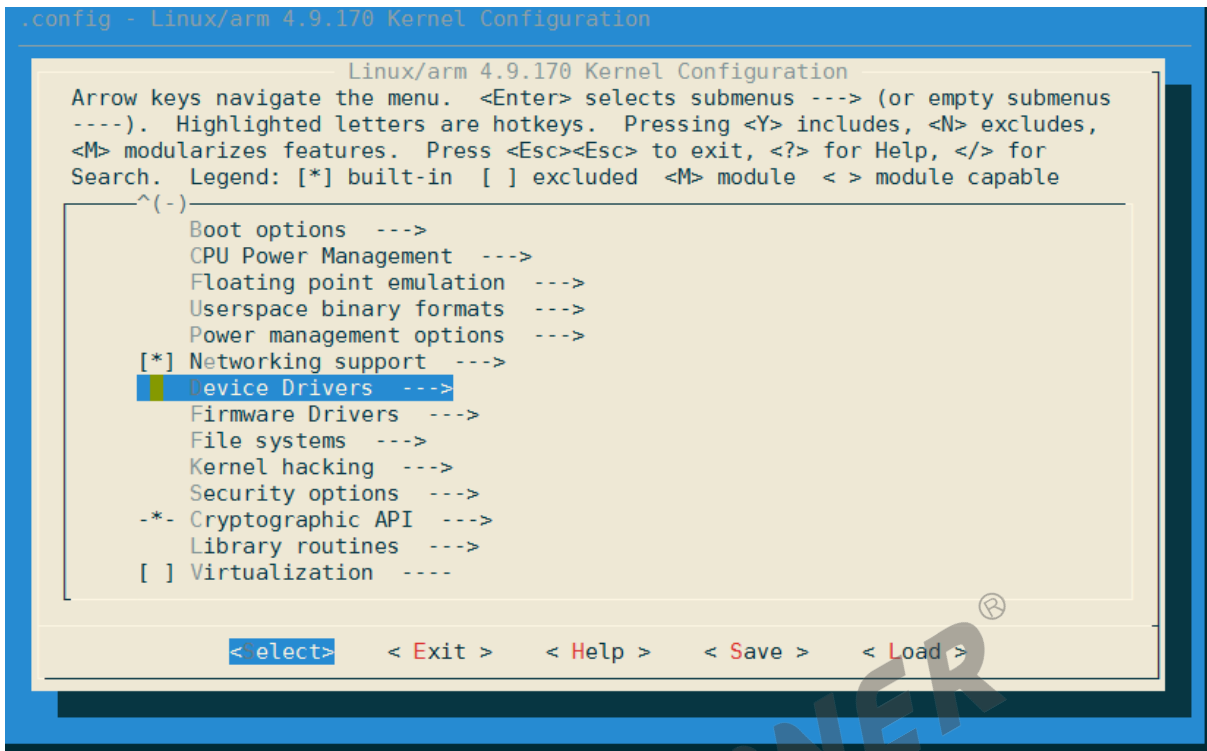 .config - Linux/arm 4.9.170 Kernel Configuration
Linux/arm 4.9.170 Kernel Configuration
Arrow keys navigate the menu.  <Enter> selects submenus ---> (or empty submenus
----).  Highlighted letters are hotkeys.  Pressing <Y> includes, <N> excludes,
<M> modularizes features.  Press <Esc><Esc> to exit, <?> for Help, </> for
Search.  Legend: [*] built-in  [ ] excluded  <M> module  < > module capable
^(-)
Boot options  --->
CPU Power Management  --->
Floating point emulation  --->
Userspace binary formats  --->
Power management options  --->
[*] Networking support  --->
Device Drivers  --->
Firmware Drivers  --->
File systems  --->
Kernel hacking  --->
Security options  --->
-*- Cryptographic API  --->
Library routines  --->
[ ] Virtualization  ----
<Select>    < Exit >    < Help >    < Save >    < Load >
NER®